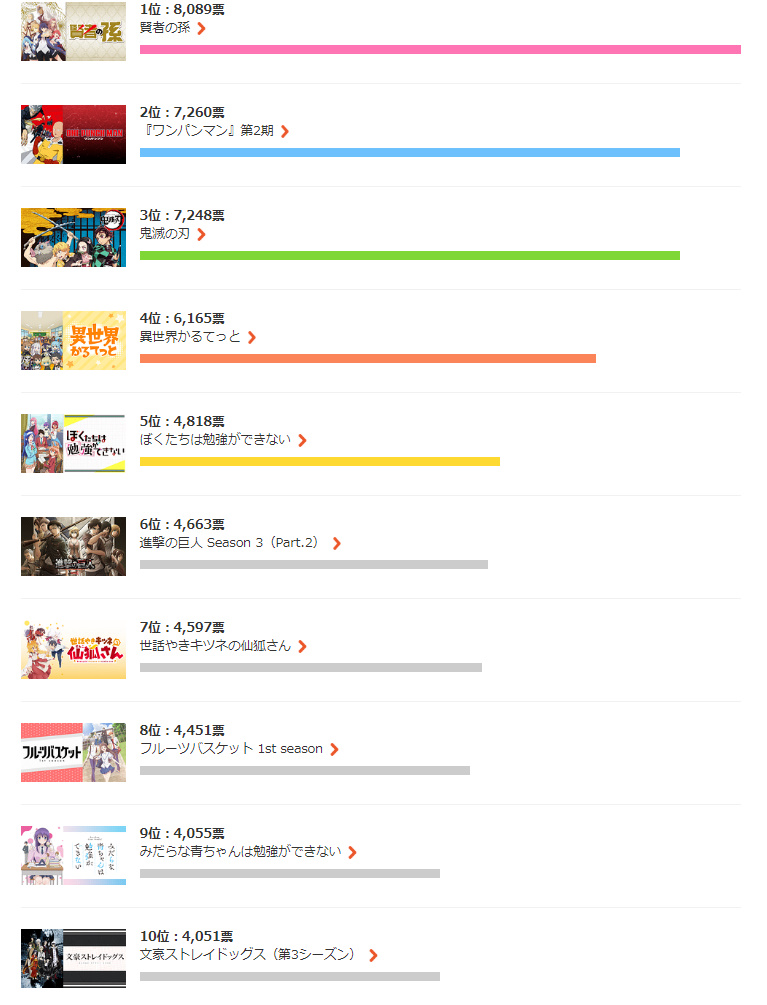 賢者の孫
1位：8,089票
賢者の孫
ONE PUNCH MAN
ワンパンマン
2位：7,260票
『ワンパンマン』第2期
鬼滅の刃
3位：7,248票
鬼滅の刃
異世界
かるてっと
4位：6,165票
異世界かるてっと
ぼくたちは
勉強が
できない
5位：4,818票
ぼくたちは勉強ができない
進撃の巨人
6位：4,663票
進撃の巨人 Season 3（Part.2）
世話やきキツネの
仙狐さん
7位：4,597票
世話やきキツネの仙狐さん
フルーツバスケット
1st season
8位：4,451票
フルーツバスケット 1st season
みだらな
青ちゃんは
勉強が
できない
9位：4,055票
みだらな青ちゃんは勉強ができない
文豪ストレイドッグス
10位：4,051票
文豪ストレイドッグス（第3シーズン）